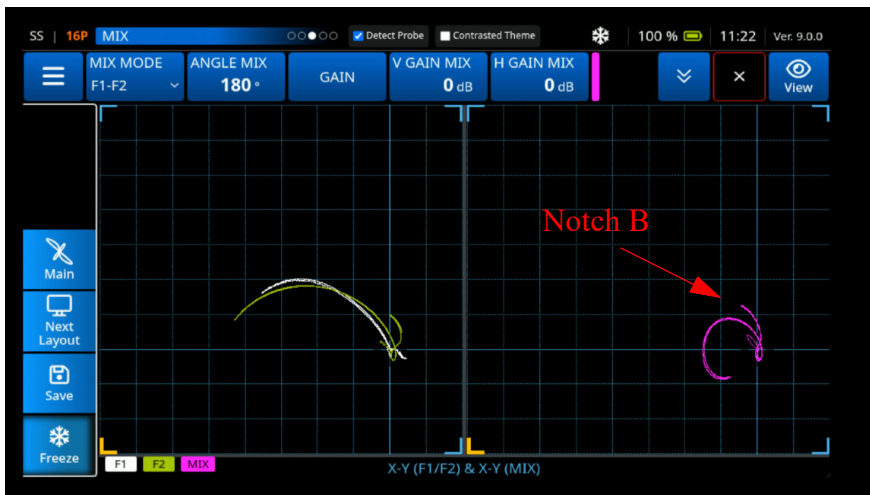 SS | 16P MIX Detect Probe Contrasted Theme 100 % 11:22 Ver. 9.0.0
MIX MODE
F1-F2
ANGLE MIX
180 °
GAIN
V GAIN MIX
0 dB
H GAIN MIX
0 dB
View
Notch B
Main
Next
Layout
Save
Freeze
F1 F2 MIX
X-Y (F1/F2) & X-Y (MIX)